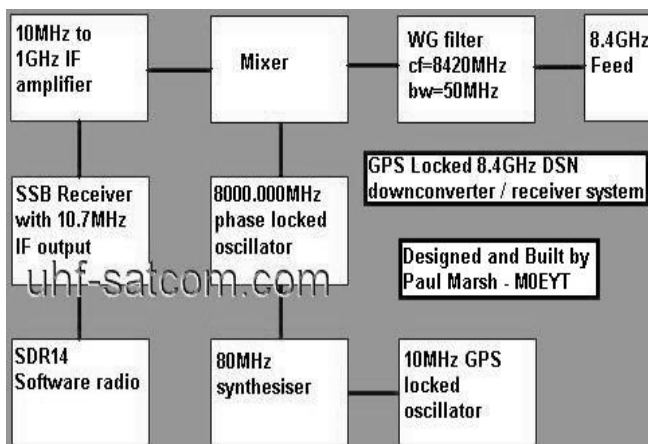 10MHz to
1GHz IF
amplifier
Mixer
WG filter
cf=8420MHz
bw=50MHz
8.4GHz
Feed
SSB Receiver
with 10.7MHz
IF output
8000.000MHz
phase locked
oscillator
GPS Locked 8.4GHz DSN
downconverter / receiver system
Designed and Built by
Paul Marsh - M0EYT
uhf-satcom.com
SDR14
Software radio
80MHz
synthesiser
10MHz GPS
locked
oscillator